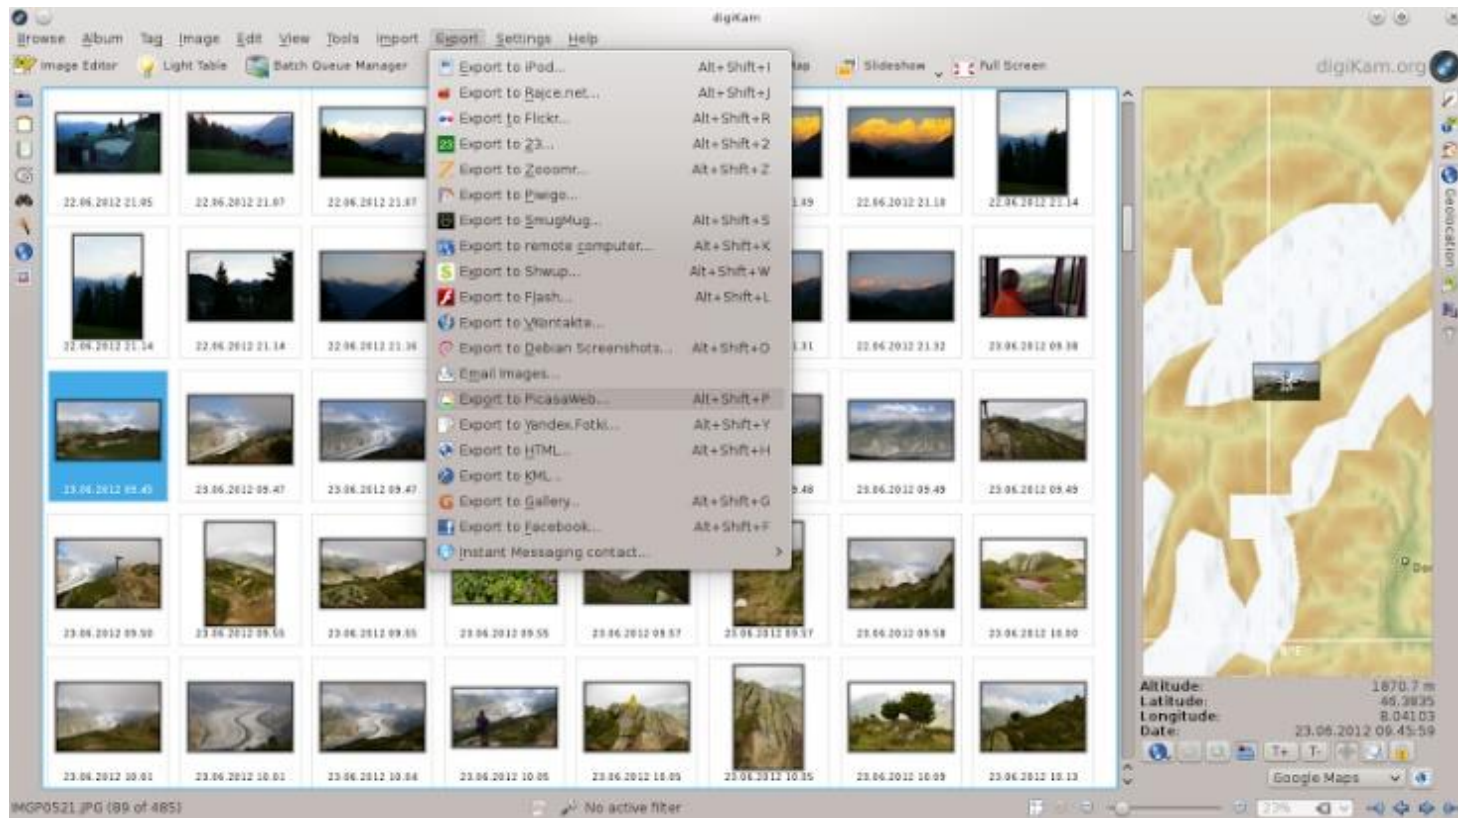 digiKam
Browse Album Tag Image Edit View Tools Import Export Settings Help
Image Editor Light Table Batch Queue Manager Map Slideshow Full Screen digiKam.org
Export to iPod... Alt+Shift+I
Export to Rajce.net... Alt+Shift+J
Export to Flickr... Alt+Shift+R
Export to 23... Alt+Shift+2
Export to Zooomr... Alt+Shift+Z
Export to Piwigo...
Export to SmugMug... Alt+Shift+S
Export to remote computer... Alt+Shift+K
Export to Shwup... Alt+Shift+W
Export to Flash... Alt+Shift+L
Export to VKontakte...
Export to Debian Screenshots... Alt+Shift+D
Email Images...
Export to PicasaWeb... Alt+Shift+P
Export to Yandex.Fotki... Alt+Shift+Y
Export to HTML... Alt+Shift+H
Export to KML...
Export to Gallery... Alt+Shift+G
Export to Facebook... Alt+Shift+F
Instant Messaging contact...
22.06.2012 21.05 22.06.2012 21.07 22.06.2012 21.07 22.06.2012 21.18 22.06.2012 21.14
22.06.2012 21.14 22.06.2012 21.14 22.06.2012 21.16 22.06.2012 21.32 23.06.2012 09.38
23.06.2012 09.45 23.06.2012 09.47 23.06.2012 09.47 9.48 23.06.2012 09.49 23.06.2012 09.49
23.06.2012 09.50 23.06.2012 09.55 23.06.2012 09.55 23.06.2012 09.55 23.06.2012 09.57 23.06.2012 09.57 23.06.2012 09.58 23.06.2012 10.00
23.06.2012 10.01 23.06.2012 10.01 23.06.2012 10.04 23.06.2012 10.05 23.06.2012 10.05 23.06.2012 10.05 23.06.2012 10.09 23.06.2012 10.13
Geolocation
Altitude: 1870.7 m
Latitude: 46.3835
Longitude: 8.04103
Date: 23.06.2012 09.45:59
T+ T-
Google Maps
IMGP0521.JPG (89 of 485) No active filter 23%